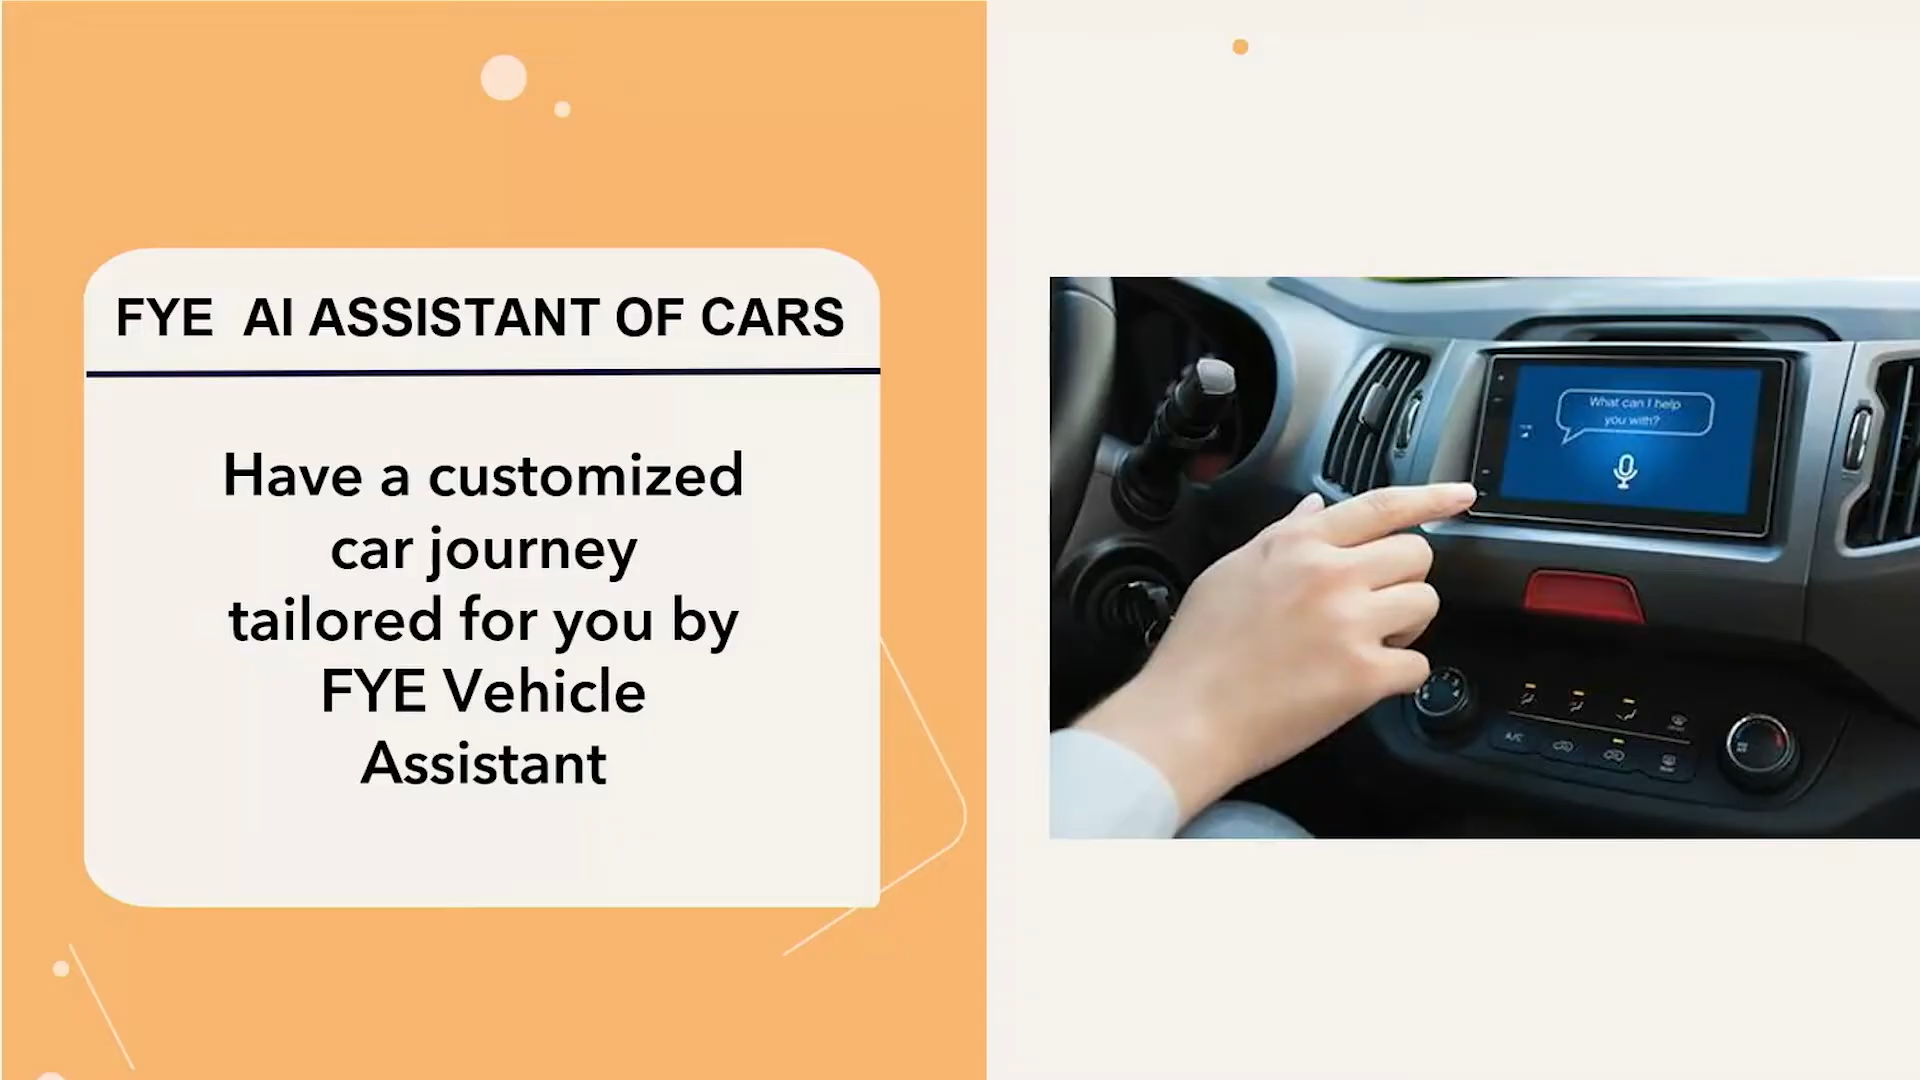 FYE AI ASSISTANT OF CARS
Have a customized
car journey
tailored for you by
FYE Vehicle
Assistant
What can I help
you with?
A/C